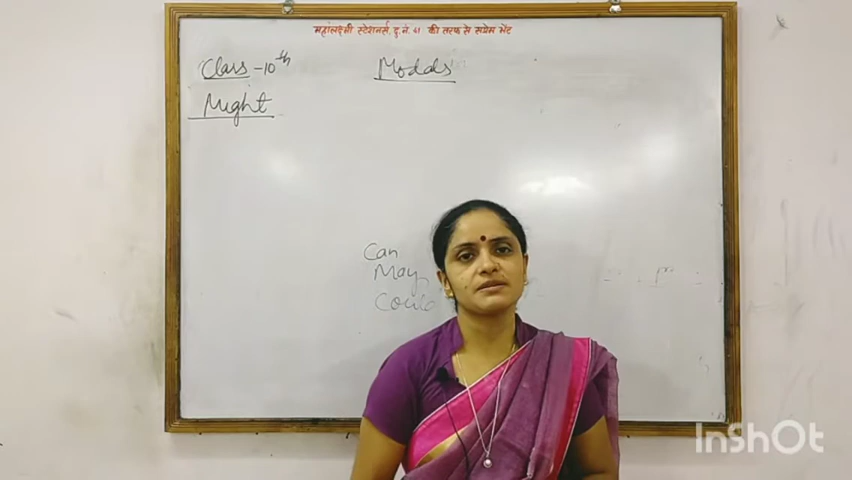 महांलक्ष्मी स्टेशनर्स दु.नं. 41 की तरफ से सप्रेम भेंट
Class - 10th
Modals
Might
Can
May
Could
InShOt